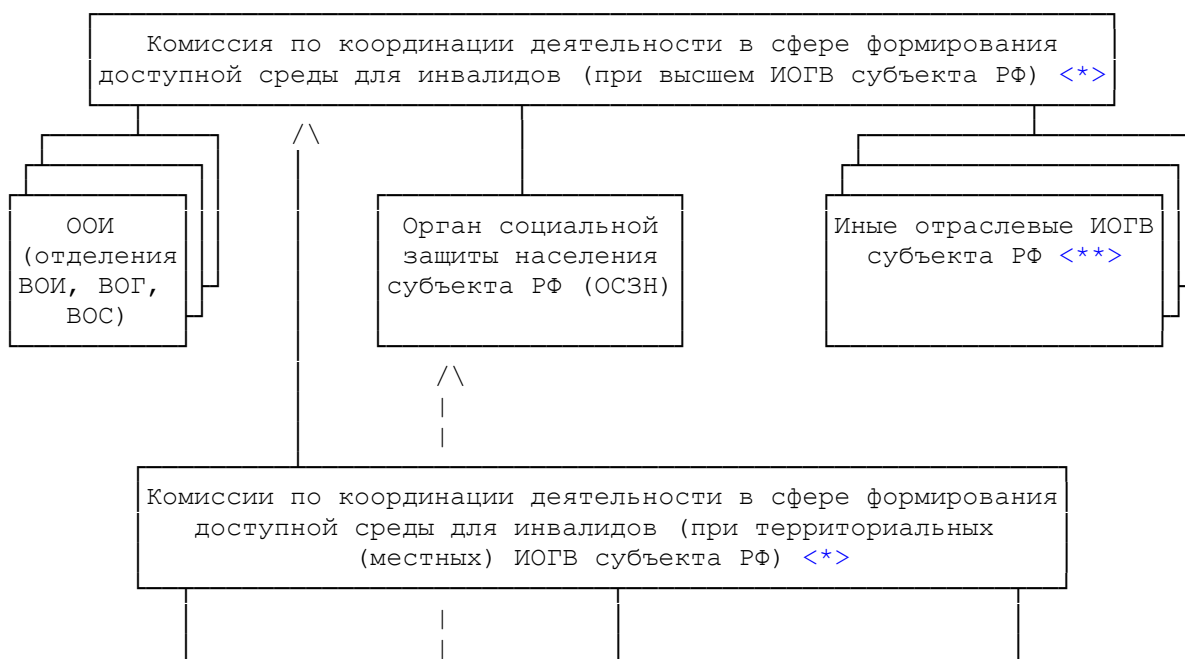 Комиссия по координации деятельности в сфере формирования
доступной среды для инвалидов (при высшем ИОГВ субъекта РФ) <*>
ООИ
(отделения
ВОИ, ВОГ,
ВОС)
Орган социальной
защиты населения
субъекта РФ (ОСЗН)
Иные отраслевые ИОГВ
субъекта РФ <**>
Комиссии по координации деятельности в сфере формирования
доступной среды для инвалидов (при территориальных
(местных) ИОГВ субъекта РФ) <*>